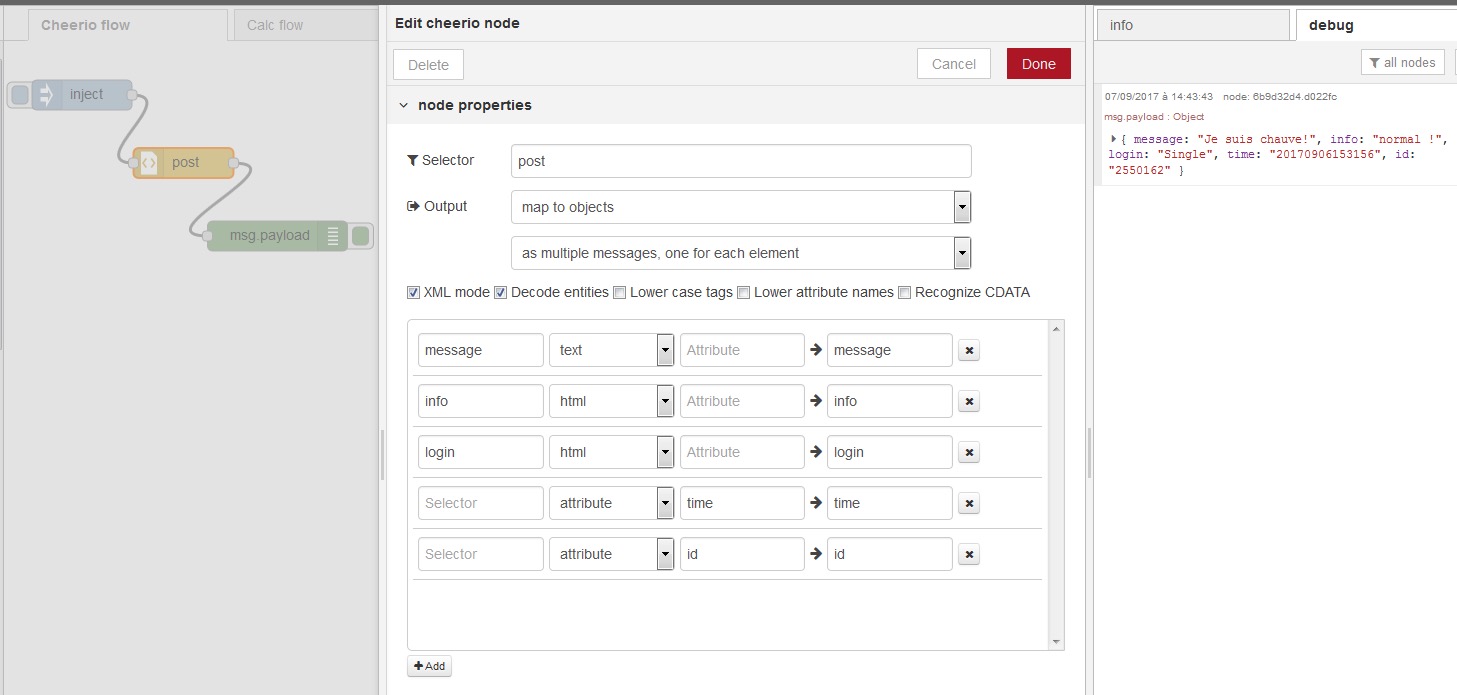 Cheerio flow
Calc flow
inject
post
msg.payload
Edit cheerio node
Delete
Cancel
Done
node properties
Selector
post
Output
map to objects
as multiple messages, one for each element
XML mode Decode entities Lower case tags Lower attribute names Recognize CDATA
message text Attribute message
info html Attribute info
login html Attribute login
Selector attribute time time
Selector attribute id id
Add
info
debug
all nodes
07/09/2017 à 14:43:43 node: 6b9d32d4.d022fc
msg.payload : Object
{ message: "Je suis chauve!", info: "normal !",
login: "Single", time: "20170906153156", id:
"2550162" }